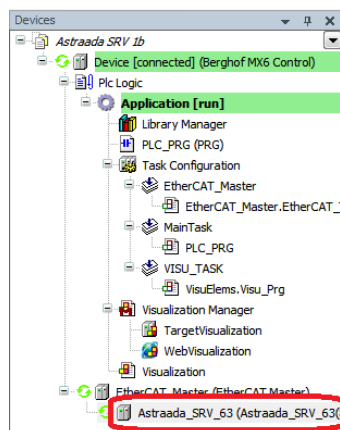 Devices
Astraada SRV 1b
Device [connected] (Berghof MX6 Control)
Plc Logic
Application [run]
Library Manager
PLC_PRG (PRG)
Task Configuration
EtherCAT_Master
EtherCAT_Master.EtherCAT_
MainTask
PLC_PRG
VISU_TASK
VisuElems.Visu_Prg
Visualization Manager
TargetVisualization
WebVisualization
Visualization
EtherCAT_Master (EtherCAT Master)
Astraada_SRV_63 (Astraada_SRV_63(